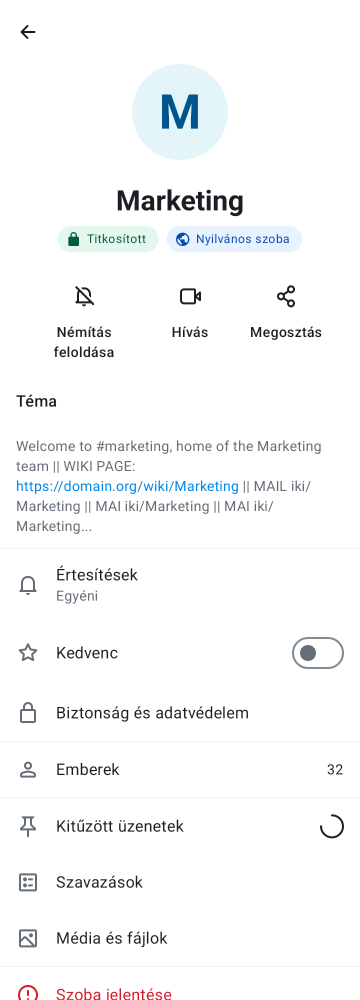 M
Marketing
Titkosított
Nyilvános szoba
Némítás
feloldása
Hívás
Megosztás
Téma
Welcome to #marketing, home of the Marketing
team || WIKI PAGE:
https://domain.org/wiki/Marketing || MAIL iki/
Marketing || MAI iki/Marketing || MAI iki/
Marketing...
Értesítések
Egyéni
Kedvenc
Biztonság és adatvédelem
Emberek
32
Kitűzött üzenetek
Szavazások
Média és fájlok
Szoba jelentése